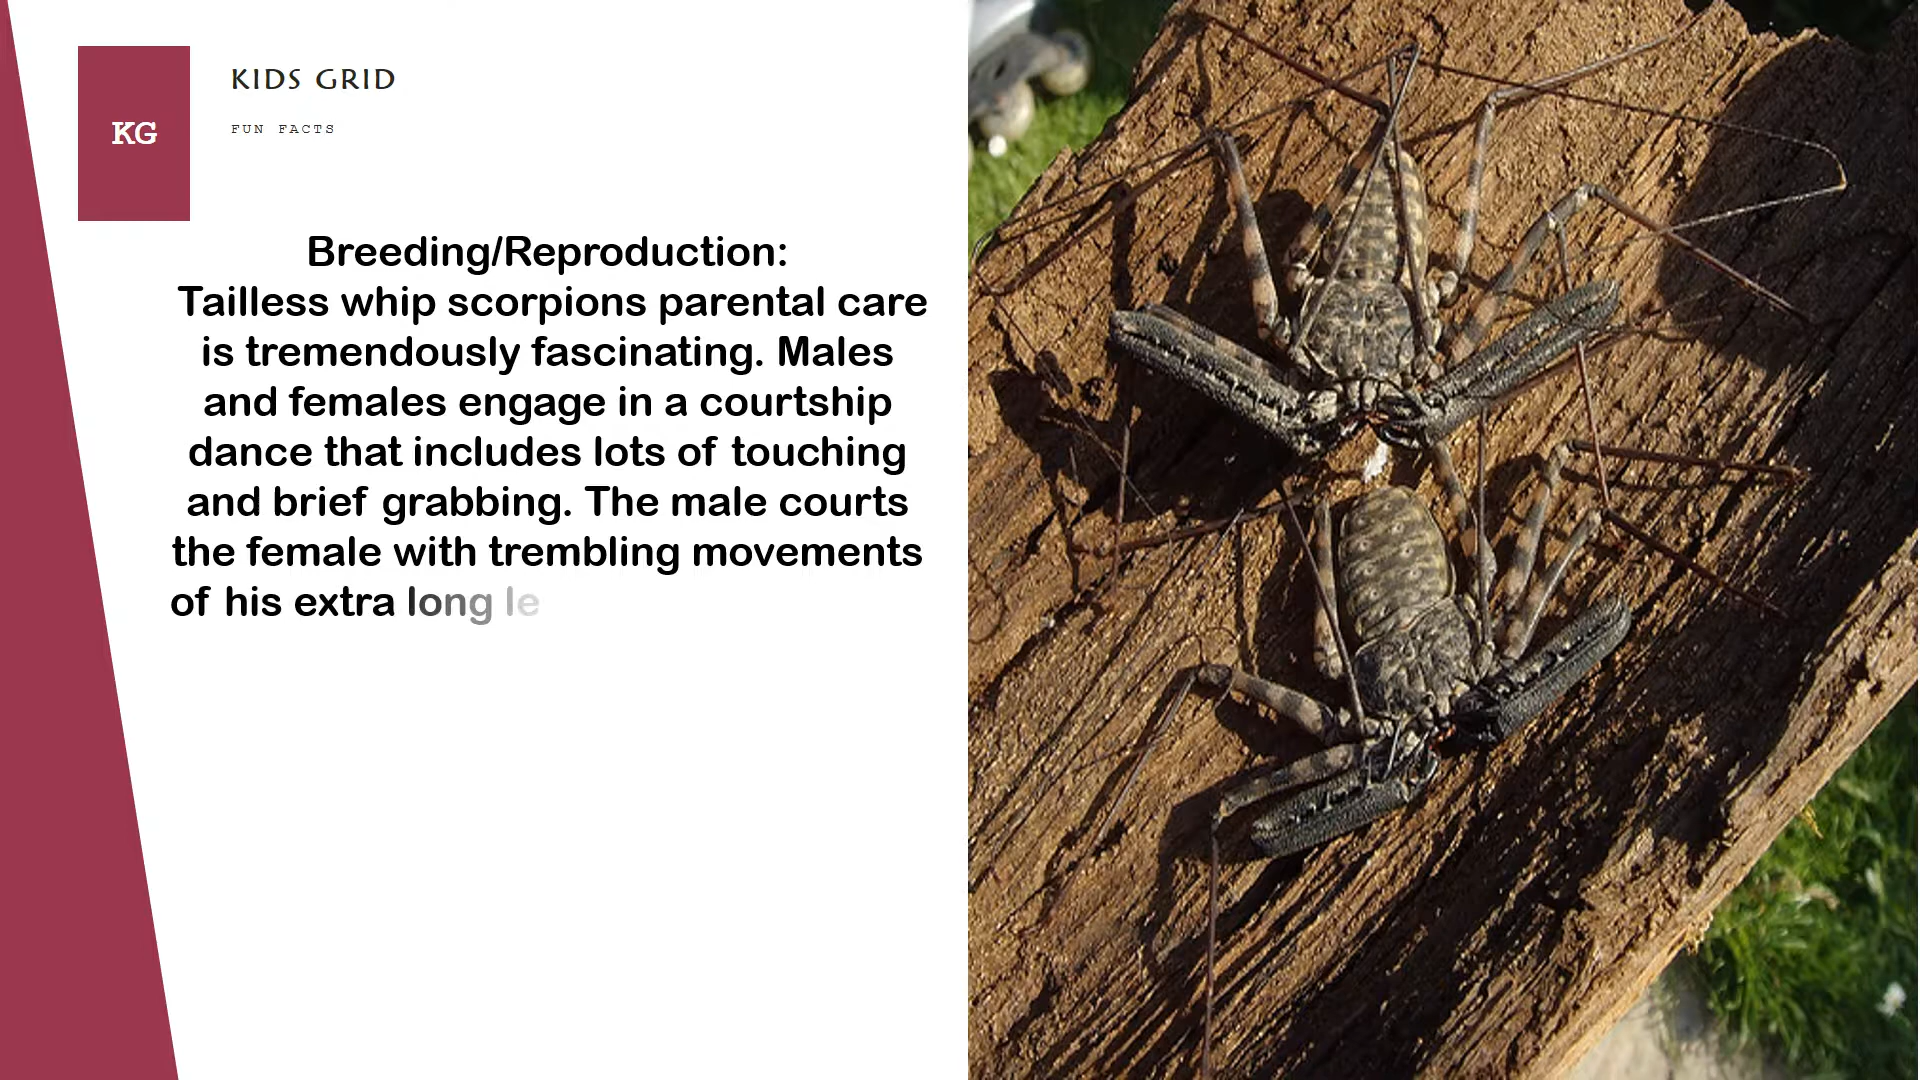 KG
KIDS GRID
FUN FACTS
Breeding/Reproduction:
Tailless whip scorpions parental care
is tremendously fascinating. Males
and females engage in a courtship
dance that includes lots of touching
and brief grabbing. The male courts
the female with trembling movements
of his extra long le